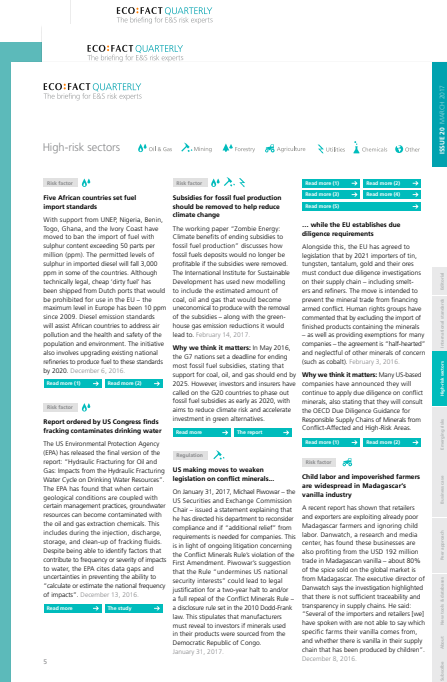 ECO:FACT QUARTERLY
The briefing for E&S risk experts
ECO:FACT QUARTERLY
The briefing for E&S risk experts
ECO:FACT QUARTERLY
The briefing for E&S risk experts
ISSUE 20 MARCH 2017
High-risk sectors
Oil & Gas
Mining
Forestry
Agriculture
Utilities
Chemicals
Other
Risk factor
Five African countries set fuel
import standards
With support from UNEP, Nigeria, Benin,
Togo, Ghana, and the Ivory Coast have
moved to ban the import of fuel with
sulphur content exceeding 50 parts per
million (ppm). The permitted levels of
sulphur in imported diesel will fall 3,000
ppm in some of the countries. Although
technically legal, cheap 'dirty fuel' has
been shipped from Dutch ports that would
be prohibited for use in the EU – the
maximum level in Europe has been 10 ppm
since 2009. Diesel emission standards
will assist African countries to address air
pollution and the health and safety of the
population and environment. The initiative
also involves upgrading existing national
refineries to produce fuel to these standards
by 2020. December 6, 2016.
Read more (1)
Read more (2)
Risk factor
Report ordered by US Congress finds
fracking contaminates drinking water
The US Environmental Protection Agency
(EPA) has released the final version of the
report: "Hydraulic Fracturing for Oil and
Gas: Impacts from the Hydraulic Fracturing
Water Cycle on Drinking Water Resources".
The EPA has found that when certain
geological conditions are coupled with
certain management practices, groundwater
resources can become contaminated with
the oil and gas extraction chemicals. This
includes during the injection, discharge,
storage, and clean-up of fracking fluids.
Despite being able to identify factors that
contribute to frequency or severity of impacts
to water, the EPA cites data gaps and
uncertainties in preventing the ability to
"calculate or estimate the national frequency
of impacts". December 13, 2016.
Read more
The study
Risk factor
Subsidies for fossil fuel production
should be removed to help reduce
climate change
The working paper "Zombie Energy:
Climate benefits of ending subsidies to
fossil fuel production" discusses how
fossil fuels deposits would no longer be
profitable if the subsidies were removed.
The International Institute for Sustainable
Development has used new modelling
to include the estimated amount of
coal, oil and gas that would become
uneconomical to produce with the removal
of the subsidies – along with the green-
house gas emission reductions it would
lead to. February 14, 2017.
Why we think it matters: In May 2016,
the G7 nations set a deadline for ending
most fossil fuel subsidies, stating that
support for coal, oil, and gas should end by
2025. However, investors and insurers have
called on the G20 countries to phase out
fossil fuel subsidies as early as 2020, with
aims to reduce climate risk and accelerate
investment in green alternatives.
Read more
The report
Regulation
US making moves to weaken
legislation on conflict minerals...
On January 31, 2017, Michael Piwowar – the
US Securities and Exchange Commission
Chair – issued a statement explaining that
he has directed his department to reconsider
compliance and if "additional relief" from
requirements is needed for companies. This
is in light of ongoing litigation concerning
the Conflict Minerals Rule's violation of the
First Amendment. Piwowar's suggestion
that the Rule "undermines US national
security interests" could lead to legal
justification for a two-year halt to and/or
a full repeal of the Conflict Minerals Rule –
a disclosure rule set in the 2010 Dodd-Frank
law. This stipulates that manufacturers
must reveal to investors if minerals used
in their products were sourced from the
Democratic Republic of Congo.
January 31, 2017.
Read more (1)
Read more (2)
Read more (3)
Read more (4)
Read more (5)
... while the EU establishes due
diligence requirements
Alongside this, the EU has agreed to
legislation that by 2021 importers of tin,
tungsten, tantalum, gold and their ores
must conduct due diligence investigations
on their supply chain – including smelt-
ers and refiners. The move is intended to
prevent the mineral trade from financing
armed conflict. Human rights groups have
commented that by excluding the import of
finished products containing the minerals
– as well as providing exemptions for many
companies – the agreement is "half-hearted"
and neglectful of other minerals of concern
(such as cobalt). February 3, 2016.
Why we think it matters: Many US-based
companies have announced they will
continue to apply due diligence on conflict
minerals, also stating that they will consult
the OECD Due Diligence Guidance for
Responsible Supply Chains of Minerals from
Conflict-Affected and High-Risk Areas.
Read more (1)
Read more (2)
Risk factor
Child labor and impoverished farmers
are widespread in Madagascar's
vanilla industry
A recent report has shown that retailers
and exporters are exploiting already poor
Madagascar farmers and ignoring child
labor. Danwatch, a research and media
center, has found these businesses are
also profiting from the USD 192 million
trade in Madagascan vanilla – about 80%
of the spice sold on the global market is
from Madagascar. The executive director of
Danwatch says the investigation highlighted
that there is not sufficient traceability and
transparency in supply chains. He said:
"Several of the importers and retailers [we]
have spoken with are not able to say which
specific farms their vanilla comes from,
and whether there is vanilla in their supply
chain that has been produced by children".
December 8, 2016.
High-risk sectors
5